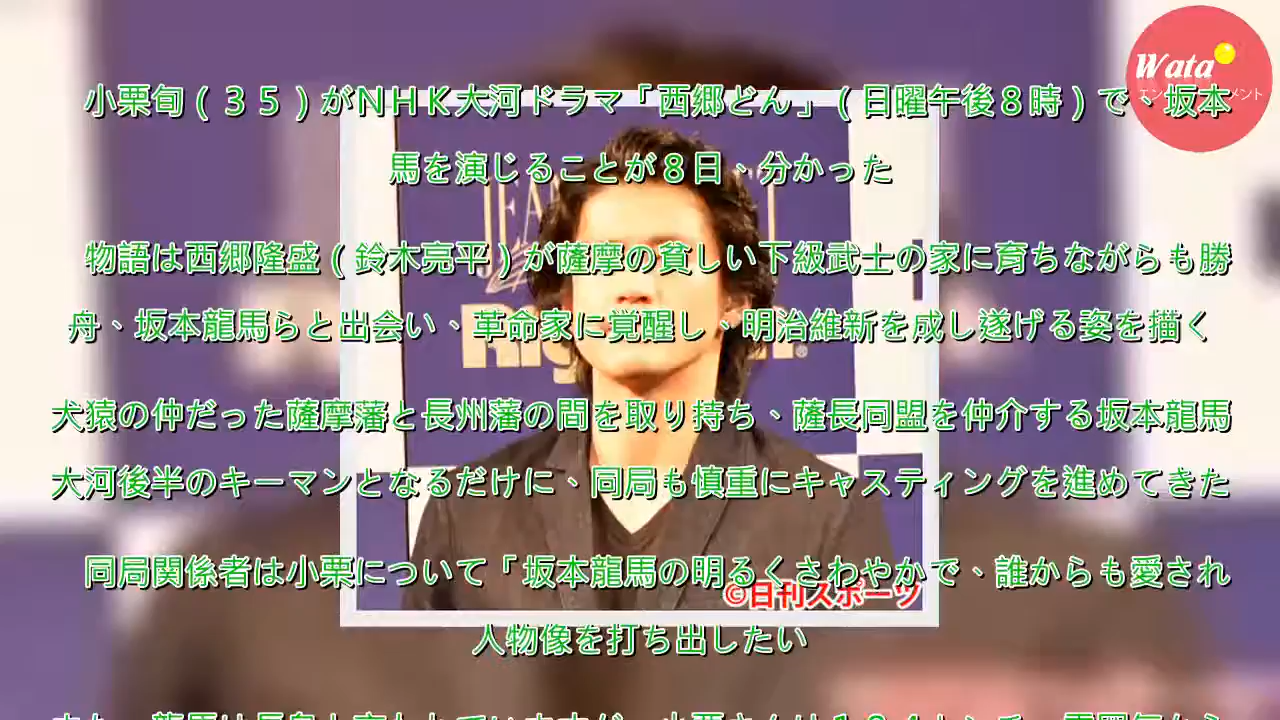 Wata
小栗旬(３５)がＮＨＫ大河ドラマ「西郷どん」(日曜午後８時)で、坂本
馬を演じることが８日、分かった
物語は西郷隆盛(鈴木亮平)が薩摩の貧しい下級武士の家に育ちながらも勝
舟、坂本龍馬らと出会い、革命家に覚醒し、明治維新を成し遂げる姿を描く
犬猿の仲だった薩摩藩と長州藩の間を取り持ち、薩長同盟を仲介する坂本龍馬
大河後半のキーマンとなるだけに、同局も慎重にキャスティングを進めてきた
同局関係者は小栗について「坂本龍馬の明るくさわやかで、誰からも愛され
©日刊スポーツ
人物像を打ち出したい